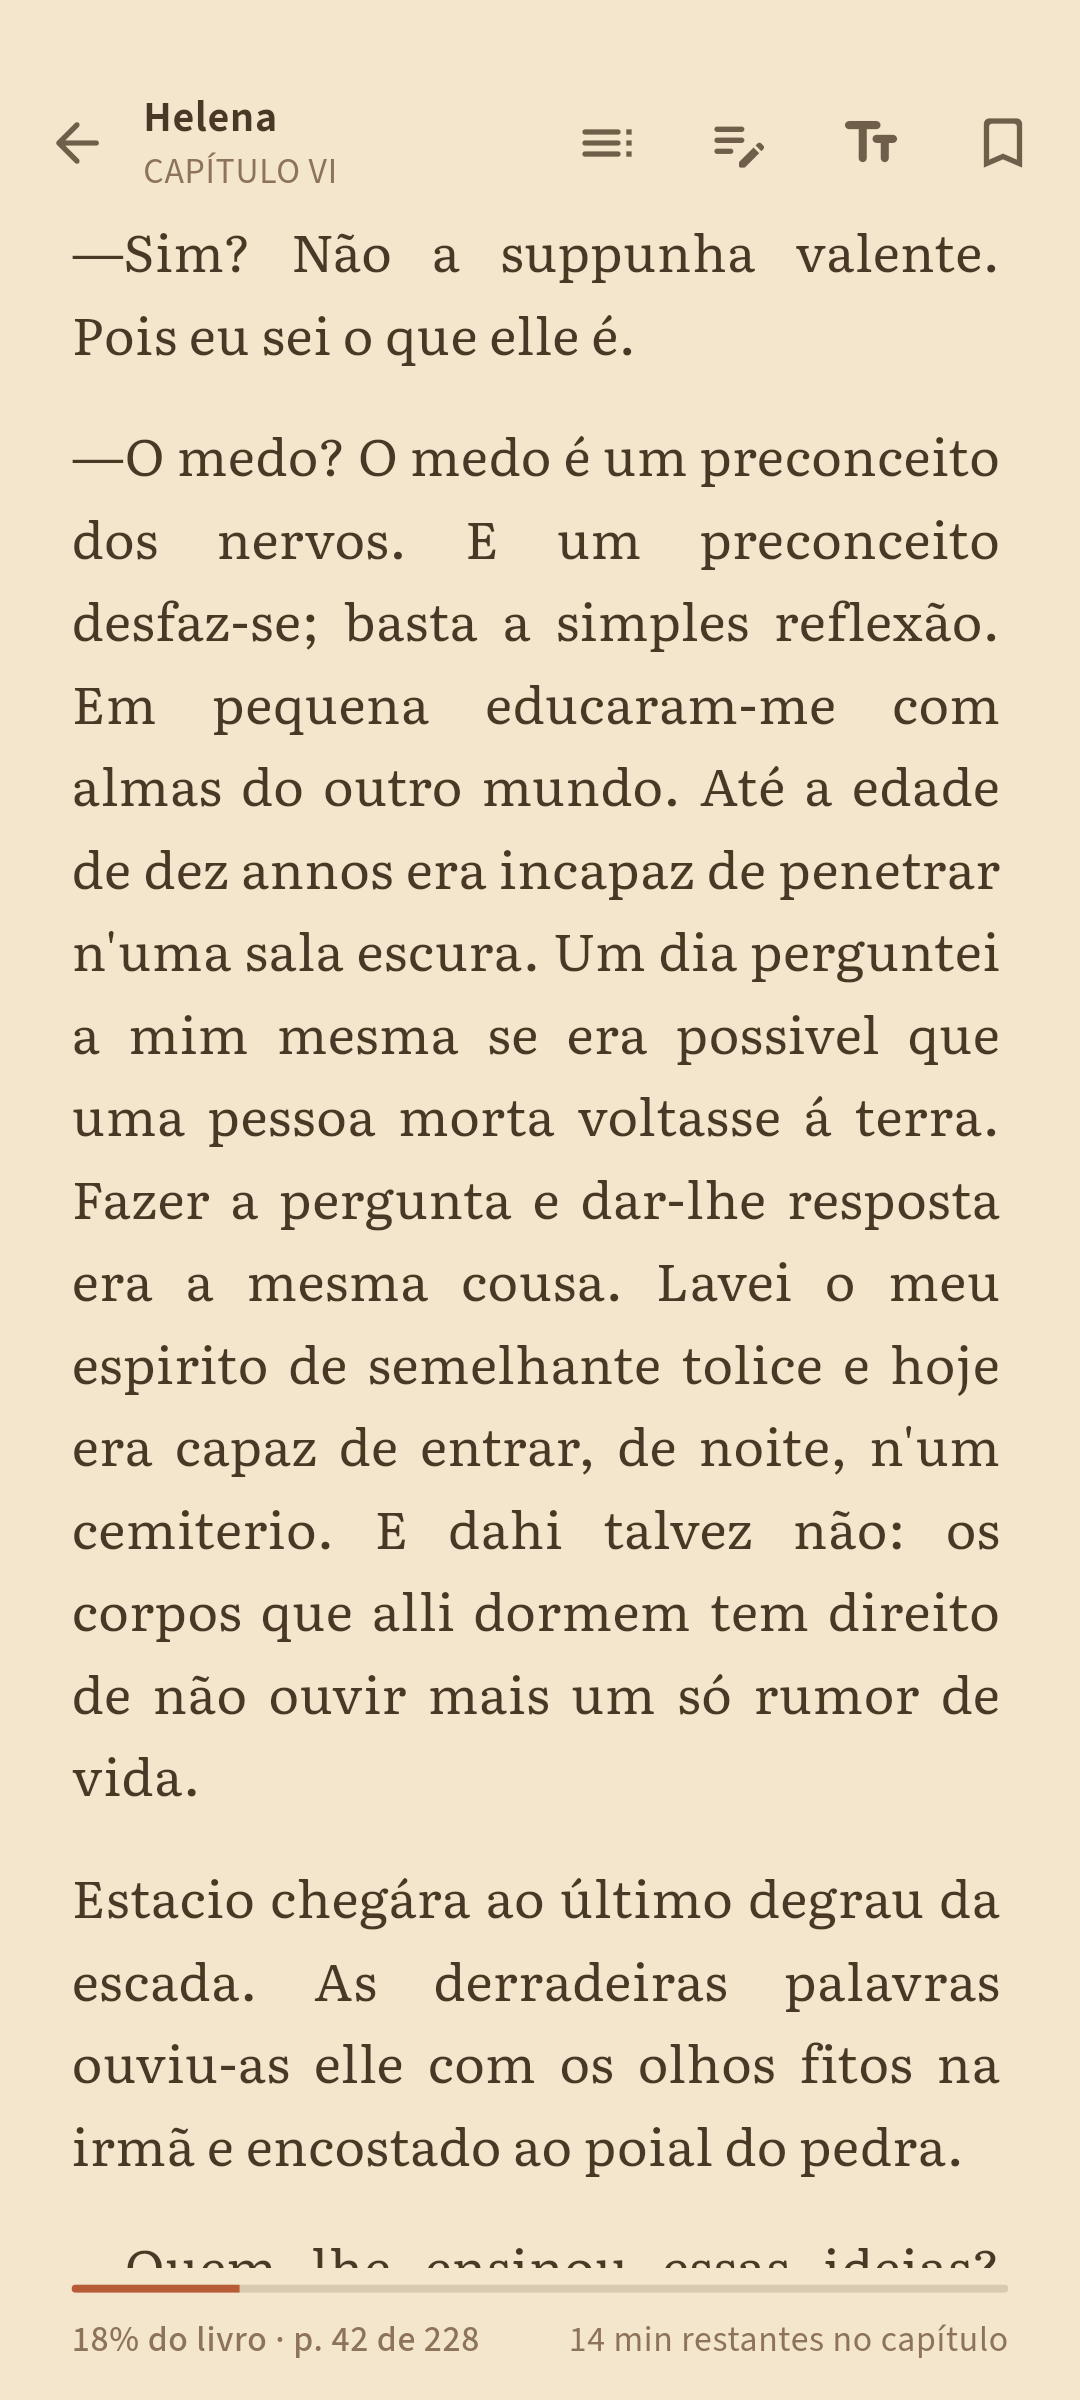 Helena
CAPÍTULO VI
—Sim? Não a suppunha valente.
Pois eu sei o que elle é.
—O medo? O medo é um preconceito
dos nervos. E um preconceito
desfaz-se; basta a simples reflexão.
Em pequena educaram-me com
almas do outro mundo. Até a edade
de dez annos era incapaz de penetrar
n'uma sala escura. Um dia perguntei
a mim mesma se era possivel que
uma pessoa morta voltasse á terra.
Fazer a pergunta e dar-lhe resposta
era a mesma cousa. Lavei o meu
espirito de semelhante tolice e hoje
era capaz de entrar, de noite, n'um
cemiterio. E dahi talvez não: os
corpos que alli dormem tem direito
de não ouvir mais um só rumor de
vida.
Estacio chegára ao último degrau da
escada. As derradeiras palavras
ouviu-as elle com os olhos fitos na
irmã e encostado ao poial do pedra.
—Quem lhe ensinou essas ideias?
18% do livro · p. 42 de 228
14 min restantes no capítulo